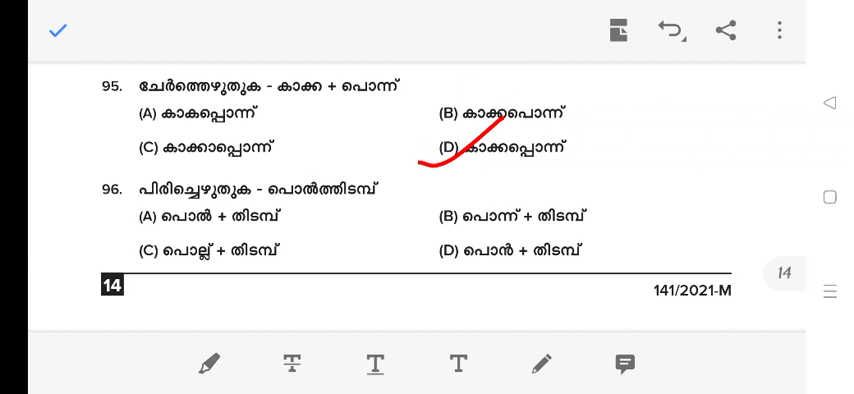 95. ചേർത്തെഴുതുക - കാക്ക + പൊന്ന്
(A) കാകപ്പൊന്ന് (B) കാക്കപൊന്ന്
(C) കാക്കാപ്പൊന്ന് (D) കാക്കപ്പൊന്ന്
96. പിരിച്ചെഴുതുക - പൊൽത്തിടമ്പ്
(A) പൊൽ + തിടമ്പ് (B) പൊന്ന് + തിടമ്പ്
(C) പൊല്ല് + തിടമ്പ് (D) പൊൻ + തിടമ്പ്
14
14
141/2021-M